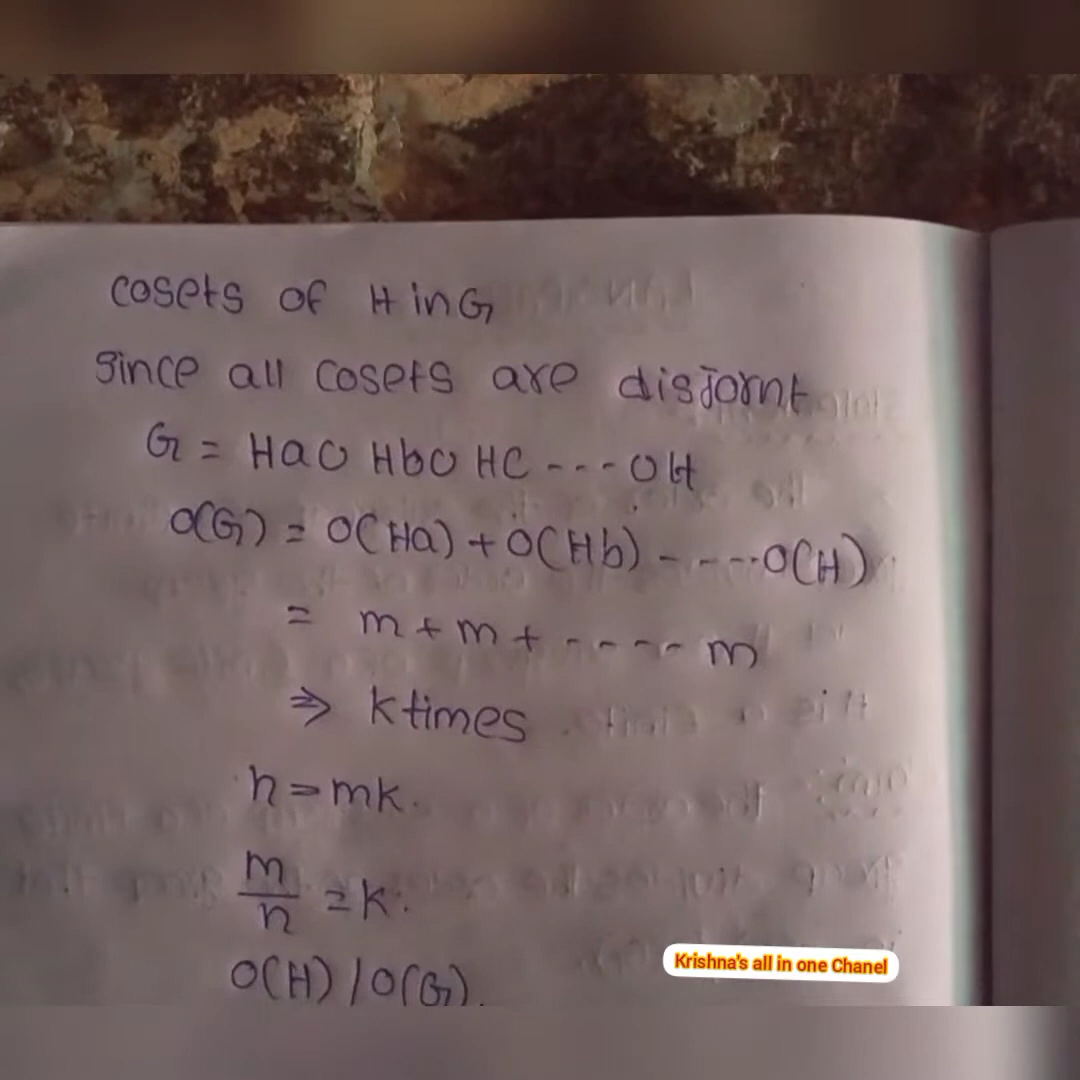 cosets of H in G
Since all cosets are disjoint
G = Ha ∪ Hb ∪ HC ---- ∪ H
O(G) = O(Ha) + O(Hb) - - --- O(H)
= m + m + - - - - - m
⇒ k times
n = mk.
m/n = k.
O(H) / O(G).
Krishna's all in one Chanel